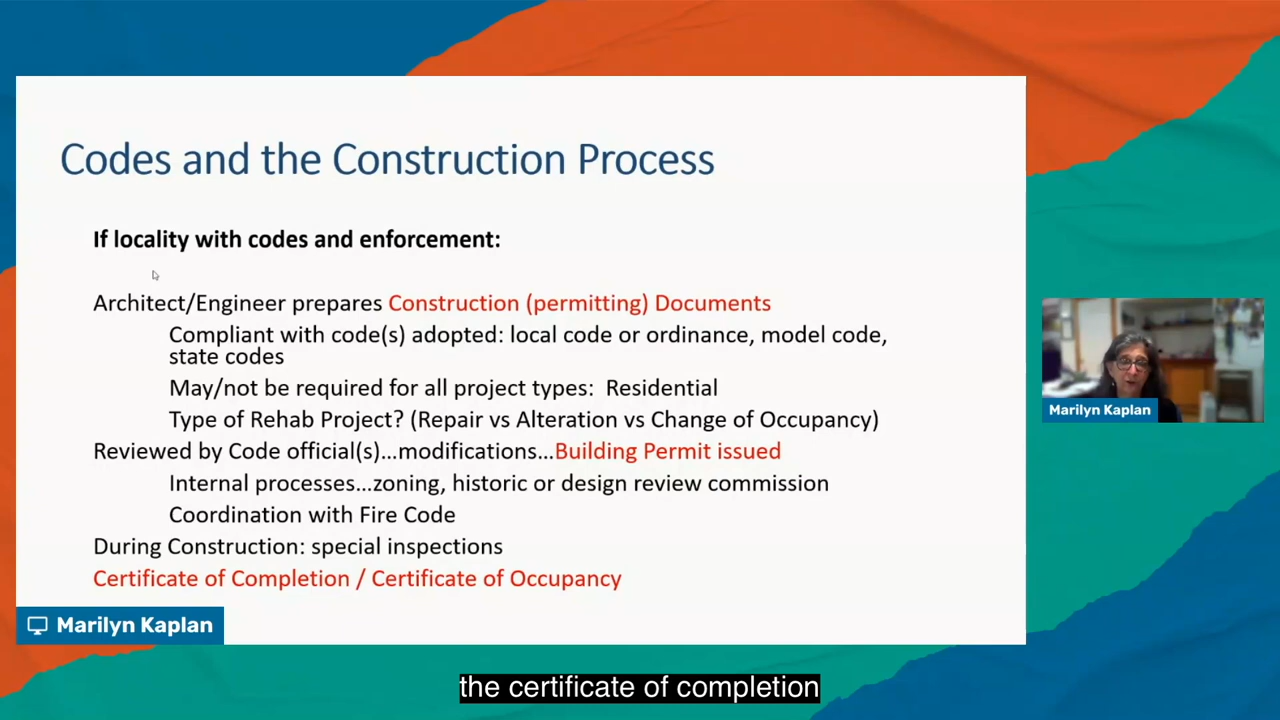 Codes and the Construction Process
If locality with codes and enforcement:
Architect/Engineer prepares Construction (permitting) Documents
Compliant with code(s) adopted: local code or ordinance, model code,
state codes
May/not be required for all project types:  Residential
Type of Rehab Project? (Repair vs Alteration vs Change of Occupancy)
Reviewed by Code official(s)…modifications…Building Permit issued
Internal processes…zoning, historic or design review commission
Coordination with Fire Code
During Construction: special inspections
Certificate of Completion / Certificate of Occupancy
Marilyn Kaplan
Marilyn Kaplan
the certificate of completion